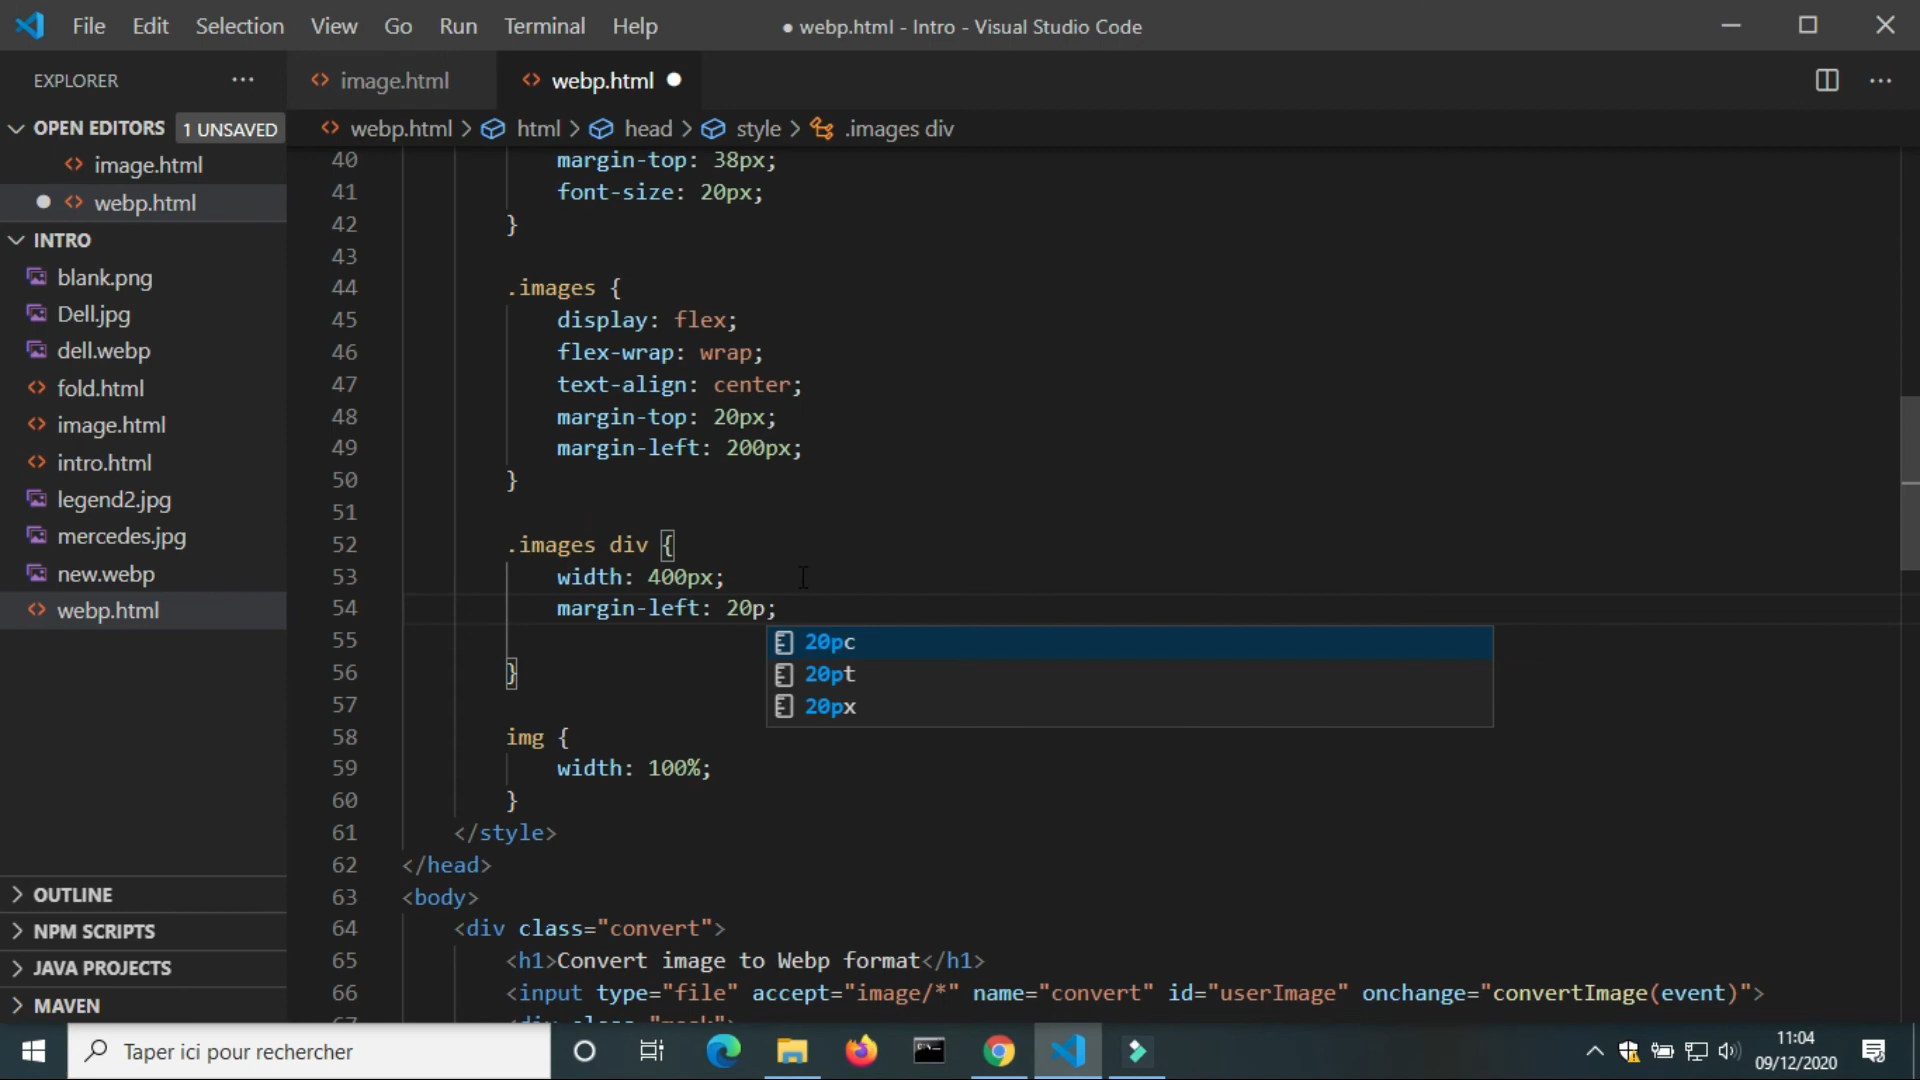 File Edit Selection View Go Run Terminal Help
● webp.html - Intro - Visual Studio Code
EXPLORER ···
image.html
webp.html ●
OPEN EDITORS 1 UNSAVED
image.html
webp.html
INTRO
blank.png
Dell.jpg
dell.webp
fold.html
image.html
intro.html
legend2.jpg
mercedes.jpg
new.webp
webp.html
OUTLINE
NPM SCRIPTS
JAVA PROJECTS
MAVEN
webp.html > html > head > style > .images div
40 margin-top: 38px;
41 font-size: 20px;
42 }
43
44 .images {
45 display: flex;
46 flex-wrap: wrap;
47 text-align: center;
48 margin-top: 20px;
49 margin-left: 200px;
50 }
51
52 .images div {
53 width: 400px;
54 margin-left: 20p;
55
56 }
57
58 img {
59 width: 100%;
60 }
61 </style>
62 </head>
63 <body>
64 <div class="convert">
65 <h1>Convert image to Webp format</h1>
66 <input type="file" accept="image/*" name="convert" id="userImage" onchange="convertImage(event)">
20pc
20pt
20px
Taper ici pour rechercher
11:04
09/12/2020